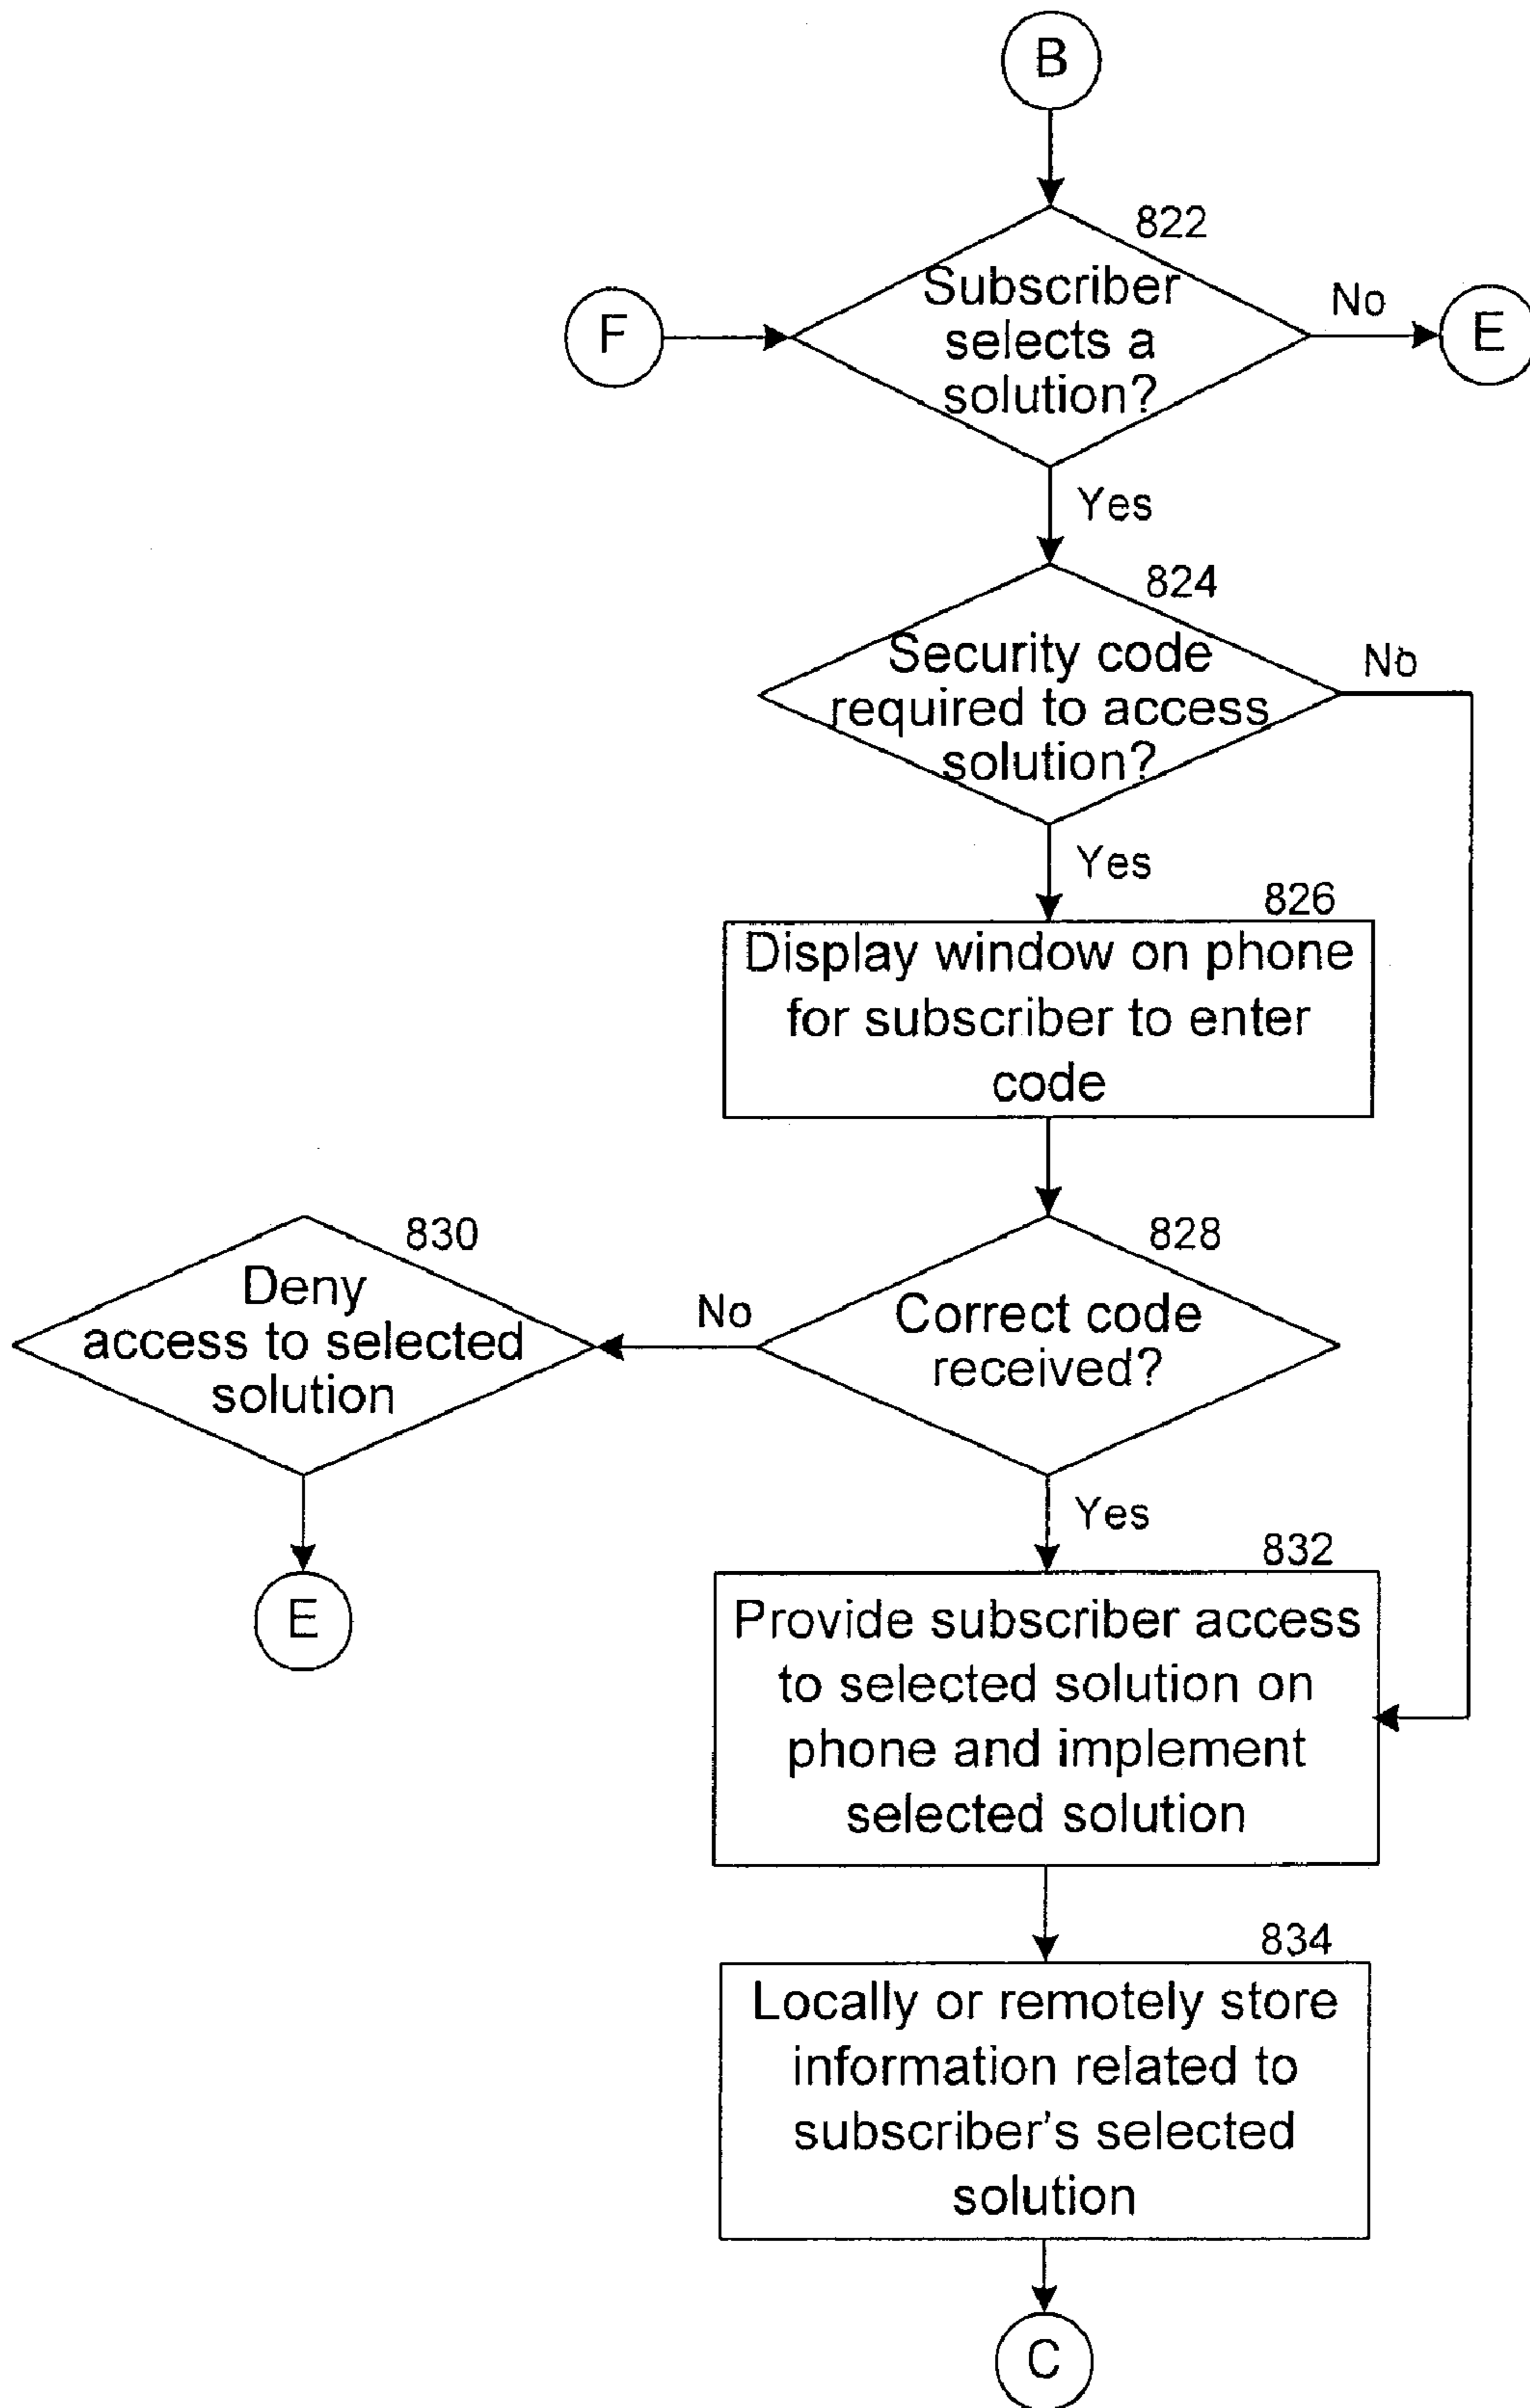 B
822
Subscriber
selects a
solution?
F
No
E
Yes
824
Security code
required to access
solution?
No
Yes
826
Display window on phone
for subscriber to enter
code
830
Deny
access to selected
solution
No
828
Correct code
received?
E
Yes
832
Provide subscriber access
to selected solution on
phone and implement
selected solution
834
Locally or remotely store
information related to
subscriber's selected
solution
C